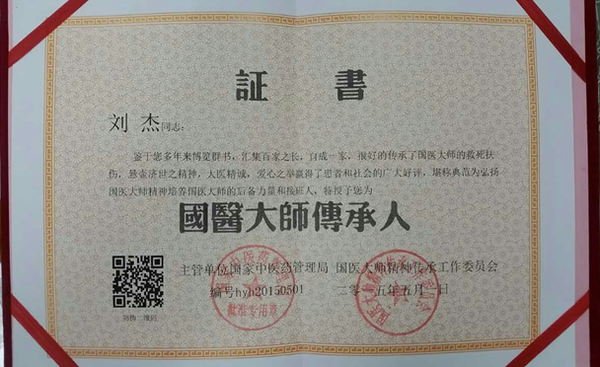 証書
刘杰同志:
鉴于您多年来博览群书,汇集百家之长,自成一家,很好的传承了国医大师的救死扶
伤,悬壶济世之精神,大医精诚,爱心之举赢得了患者和社会的广大好评,堪称典范为弘扬
国医大师精神培养国医大师的后备力量和接班人,特授予您为
國醫大師傳承人
主管单位国家中医药管理局 国医大师精神传承工作委员会
编号hyh20150501 二零一五年五月一日
批准专用章
防伪二维码